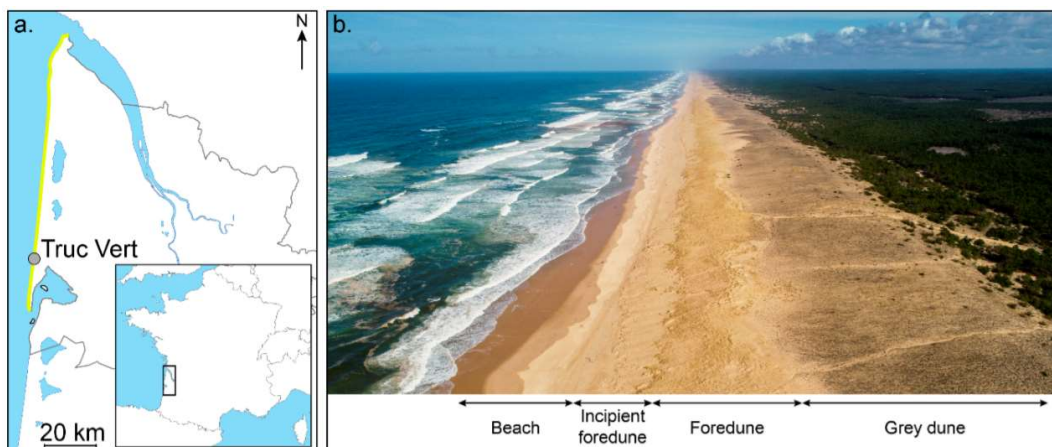 a.
N
Truc Vert
20 km
b.
Beach
Incipient
foredune
Foredune
Grey dune